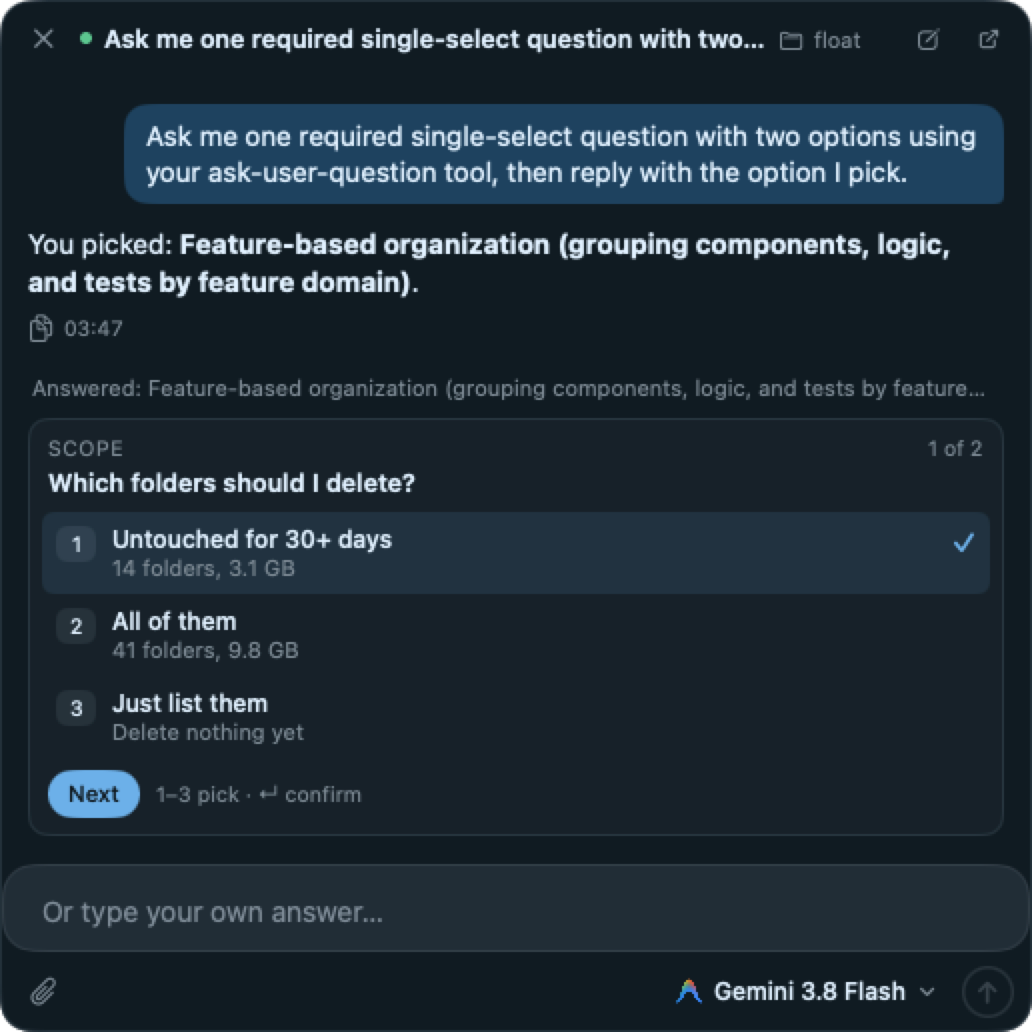 Ask me one required single-select question with two... float
Ask me one required single-select question with two options using
your ask-user-question tool, then reply with the option I pick.
You picked: Feature-based organization (grouping components, logic,
and tests by feature domain).
03:47
Answered: Feature-based organization (grouping components, logic, and tests by feature...
SCOPE 1 of 2
Which folders should I delete?
1 Untouched for 30+ days
14 folders, 3.1 GB
2 All of them
41 folders, 9.8 GB
3 Just list them
Delete nothing yet
Next 1–3 pick · ↵ confirm
Or type your own answer...
Gemini 3.8 Flash